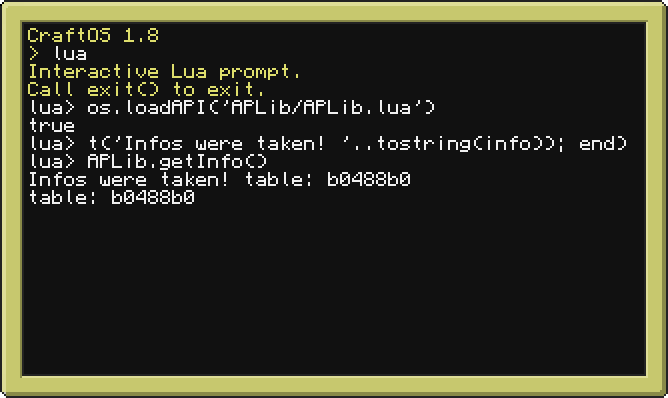 CraftOS 1.8
> lua
Interactive Lua prompt.
Call exit() to exit.
lua> os.loadAPI('APLib/APLib.lua')
true
lua> t('Infos were taken! '..tostring(info)); end)
lua> APLib.getInfo()
Infos were taken! table: b0488b0
table: b0488b0